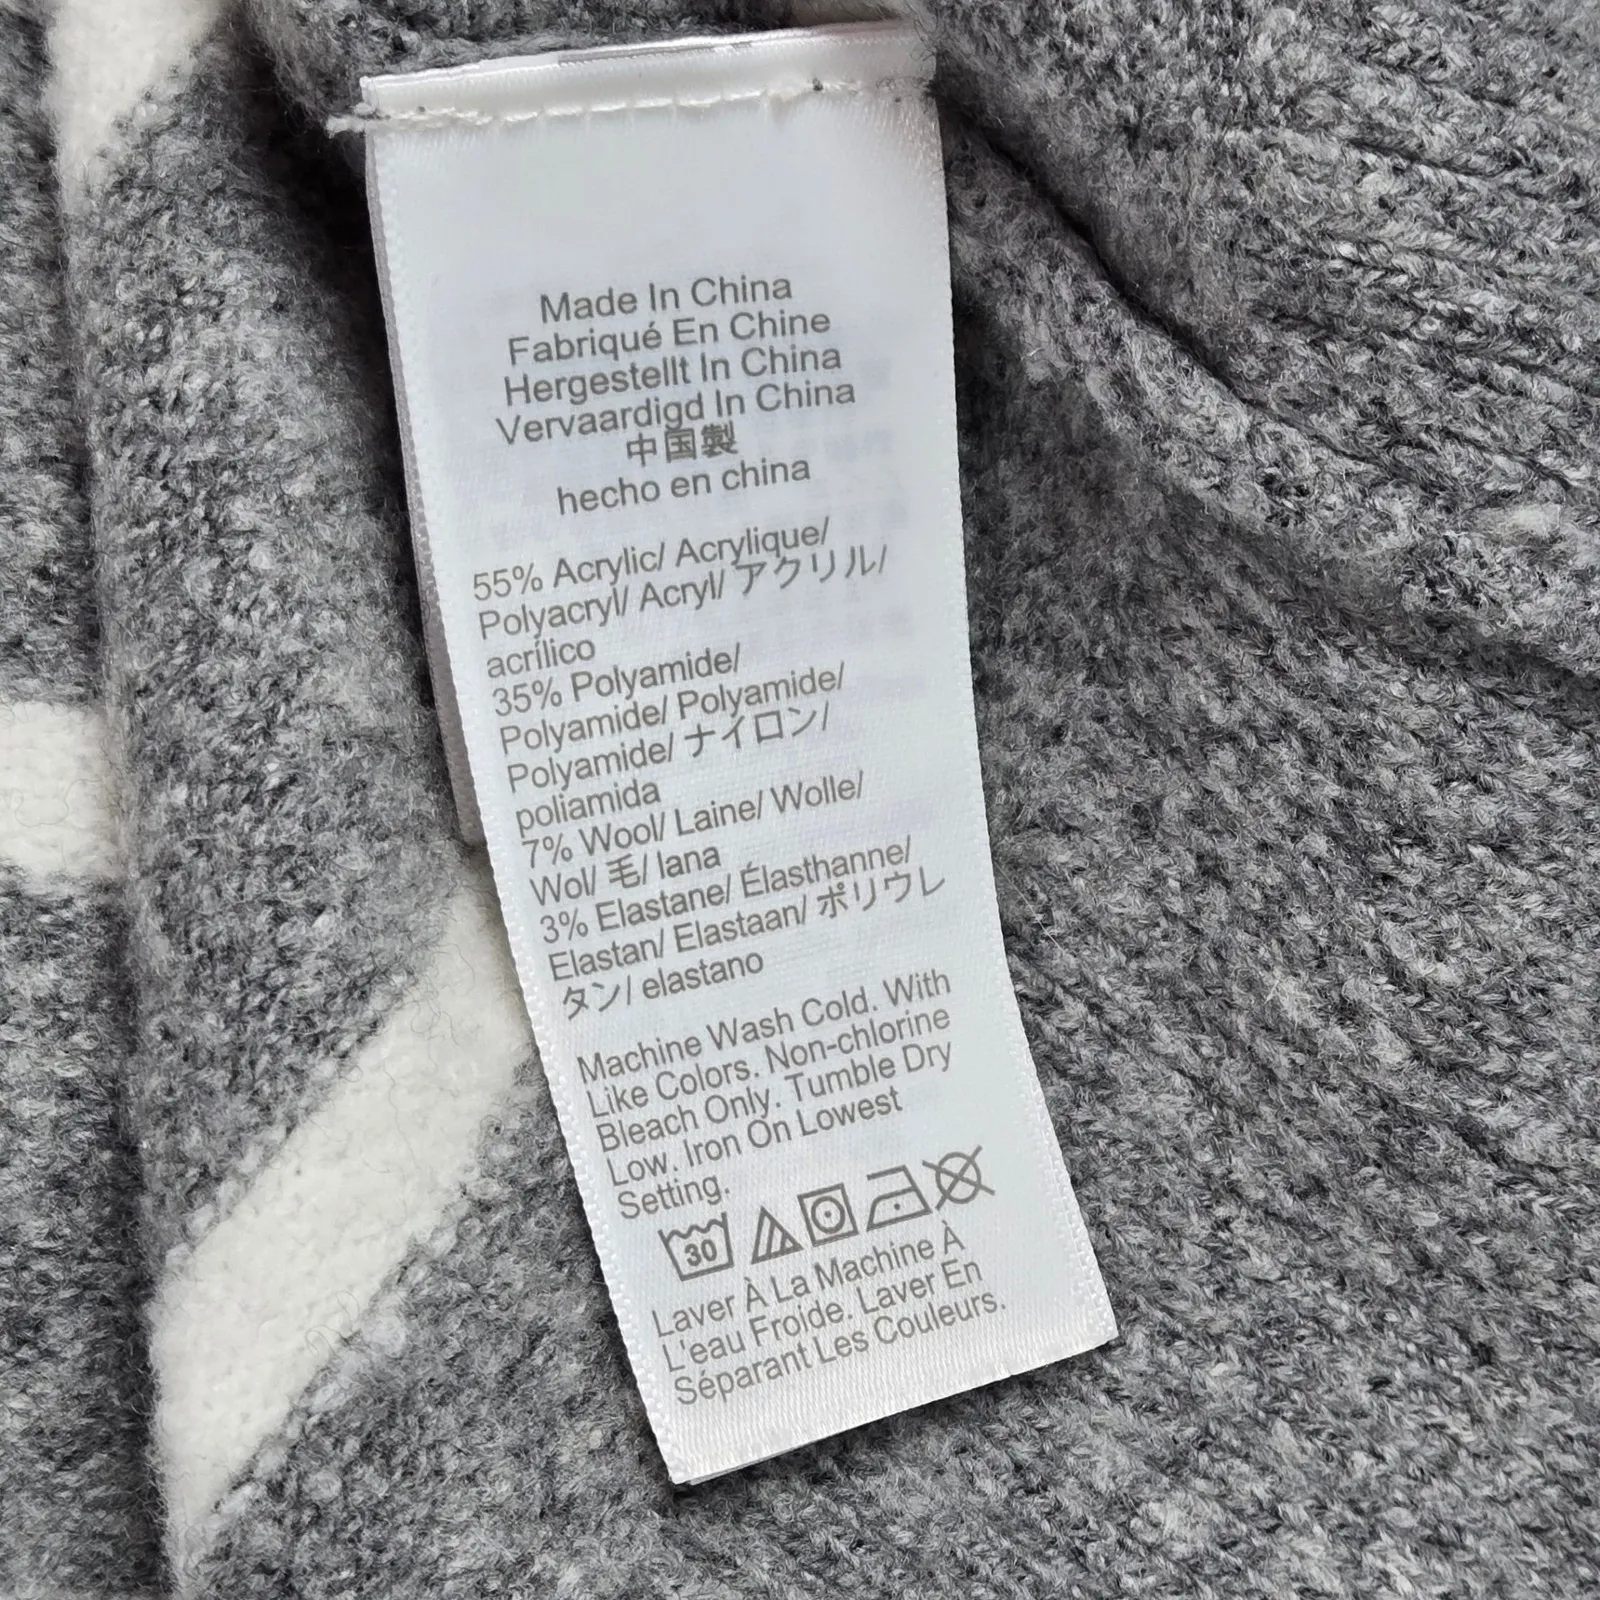 Made In China
Fabriqué En Chine
Hergestellt In China
Vervaardigd In China
中国製
hecho en china
55% Acrylic/ Acrylique/
Polyacryl/ Acryl/ アクリル/
acrílico
35% Polyamide/
Polyamide/ Polyamide/
Polyamide/ ナイロン/
poliamida
7% Wool/ Laine/ Wolle/
Wol/ 毛/ lana
3% Elastane/ Élasthanne/
Elastan/ Elastaan/ ポリウレ
タン/ elastano
Machine Wash Cold. With
Like Colors. Non-chlorine
Bleach Only. Tumble Dry
Low. Iron On Lowest
Setting.
30
Laver À La Machine À
L'eau Froide. Laver En
Séparant Les Couleurs.